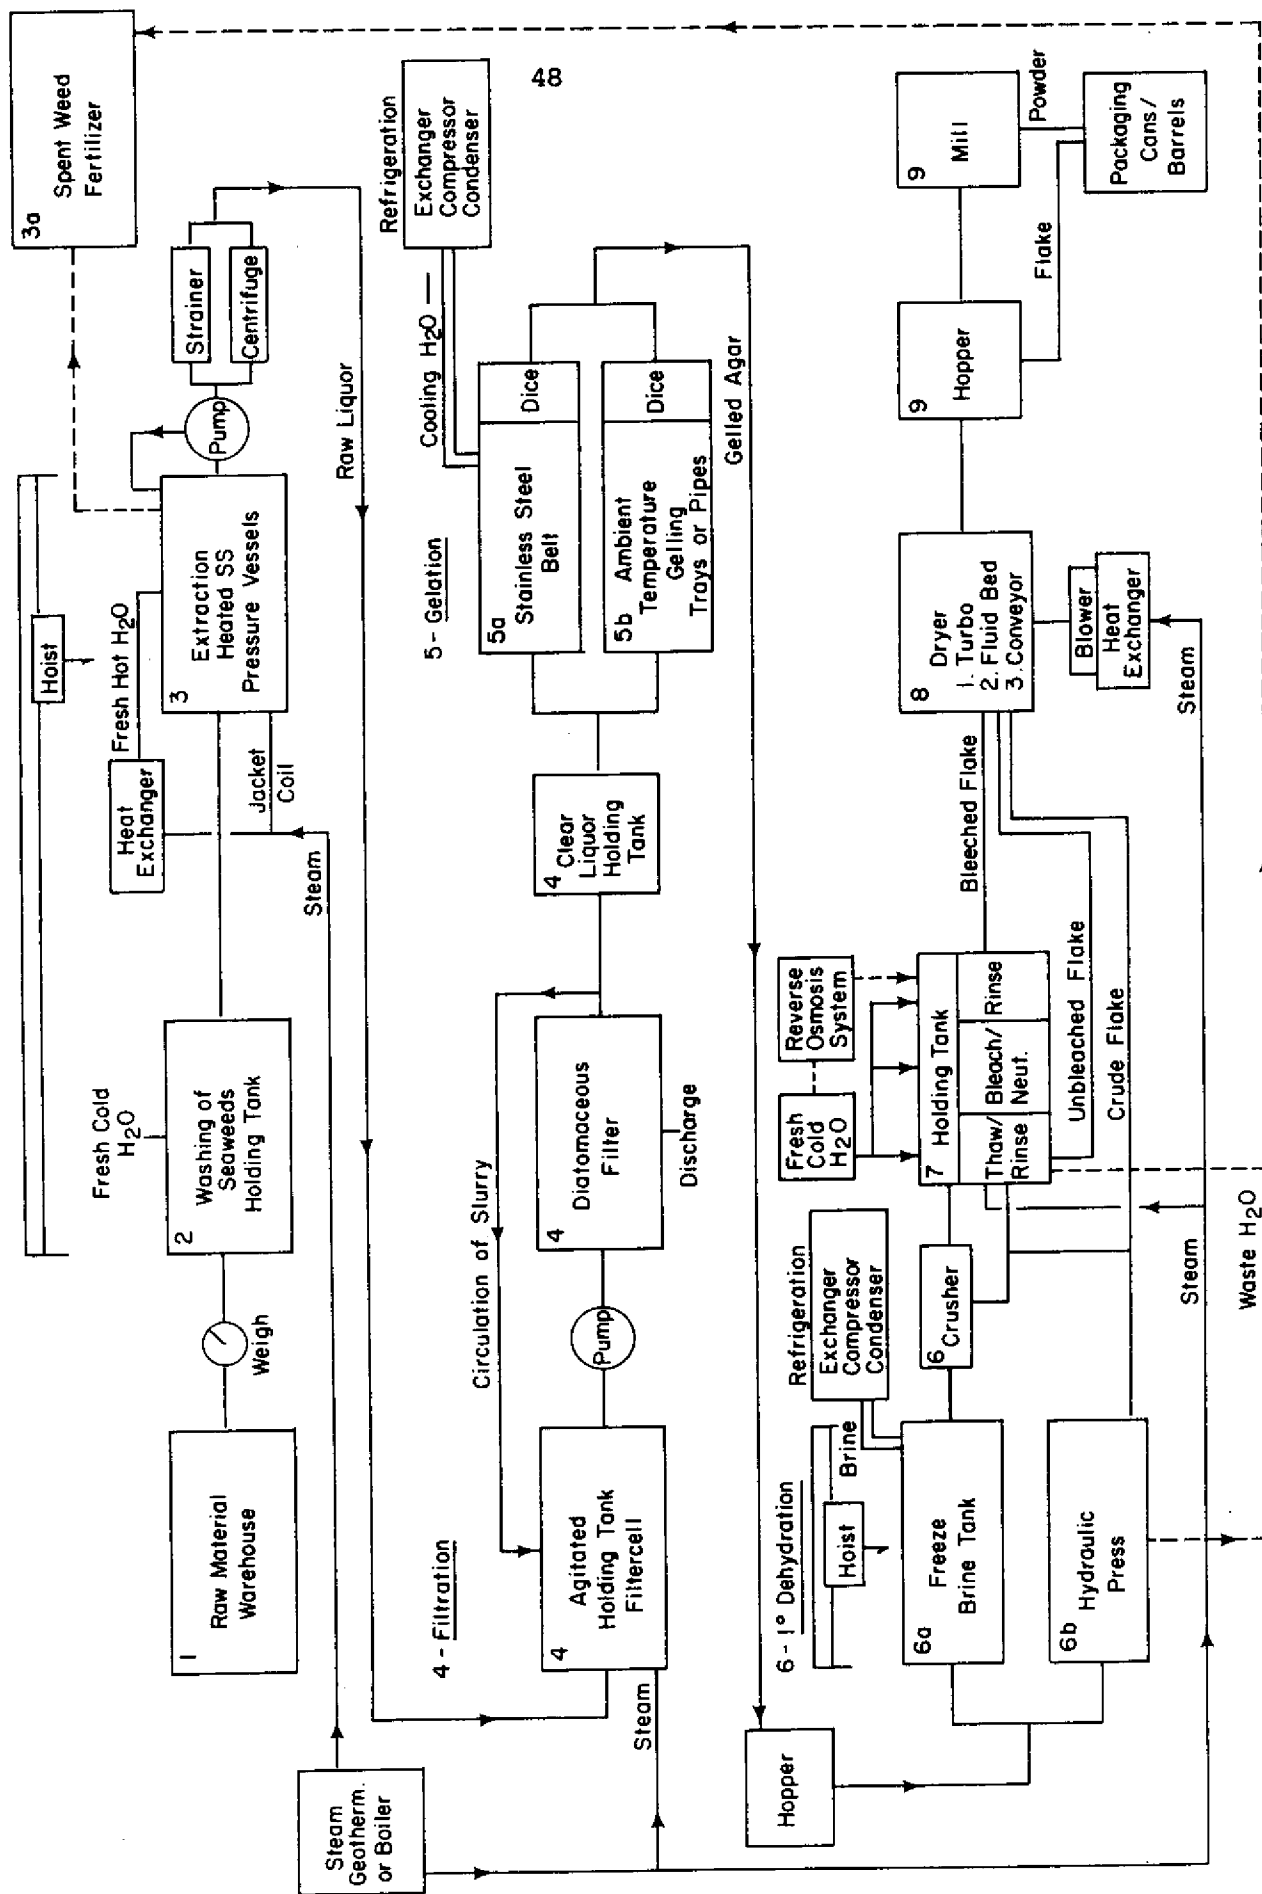 48
1
Raw Material
Warehouse
Weigh
Fresh Cold
H2O
2
Washing of
Seaweeds
Holding Tank
Hoist
Heat
Exchanger
Fresh Hot H2O
Jacket
Coil
Steam
3
Extraction
Heated SS
Pressure Vessels
Pump
Strainer
Centrifuge
3a
Spent Weed
Fertilizer
Raw Liquor
Steam
Geotherm.
or Boiler
4 - Filtration
Steam
4
Agitated
Holding Tank
Filtercell
Circulation of Slurry
Pump
4
Diatomaceous
Filter
Discharge
4
Clear
Liquor
Holding
Tank
5 - Gelation
5a
Stainless Steel
Belt
Dice
5b
Ambient
Temperature
Gelling
Trays or Pipes
Dice
Cooling H2O
Refrigeration
Exchanger
Compressor
Condenser
Gelled Agar
Hopper
6 - 1° Dehydration
Hoist
Brine
6a
Freeze
Brine Tank
6b
Hydraulic
Press
Refrigeration
Exchanger
Compressor
Condenser
6
Crusher
Fresh
Cold
H2O
Reverse
Osmosis
System
7
Holding Tank
Thaw/
Rinse
Bleach/
Neut.
Rinse
Bleeched Flake
Unbleached Flake
Crude Flake
Steam
Waste H2O
8
Dryer
1. Turbo
2. Fluid Bed
3. Conveyor
Blower
Heat
Exchanger
Steam
9
Hopper
Flake
9
Mill
Powder
Packaging
Cans/
Barrels